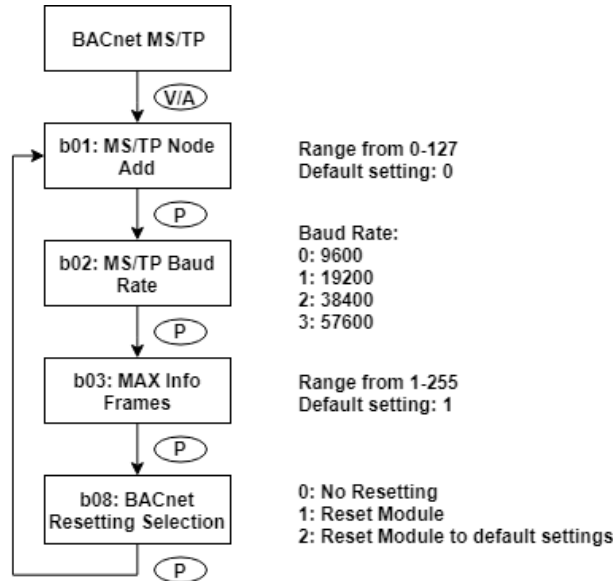 BACnet MS/TP
V/A
b01: MS/TP Node
Add
Range from 0-127
Default setting: 0
P
b02: MS/TP Baud
Rate
Baud Rate:
0: 9600
1: 19200
2: 38400
3: 57600
P
b03: MAX Info
Frames
Range from 1-255
Default setting: 1
P
b08: BACnet
Resetting Selection
0: No Resetting
1: Reset Module
2: Reset Module to default settings
P